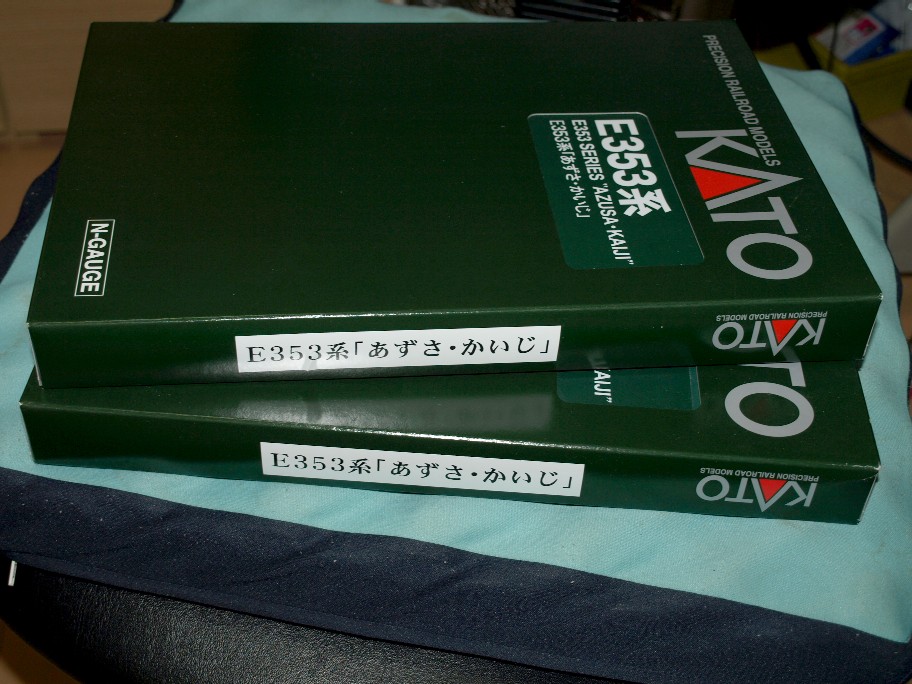 PRECISION RAILROAD MODELS
KATO
E353系
E353 SERIES "AZUSA・KAIJI"
E353系「あずさ・かいじ」
N-GAUGE
E353系「あずさ・かいじ」
KATO
PRECISION RAILROAD MODELS
KAIJI"
TO
E353系「あずさ・かいじ」
KATO
PRECISION RAILROAD MODELS